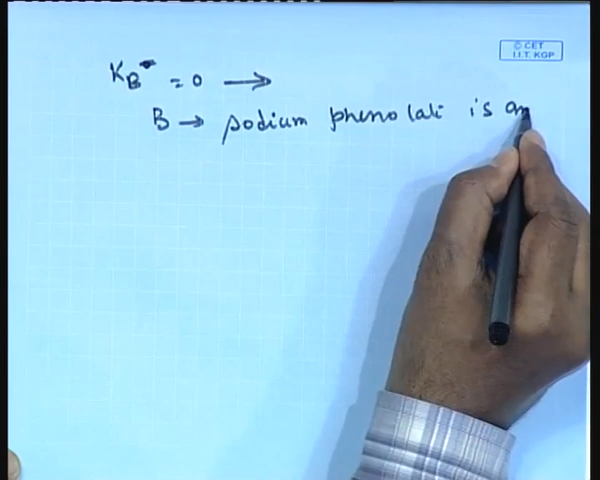 © CET
I.I.T. KGP
K_B = 0 →
B → sodium phenolate is an